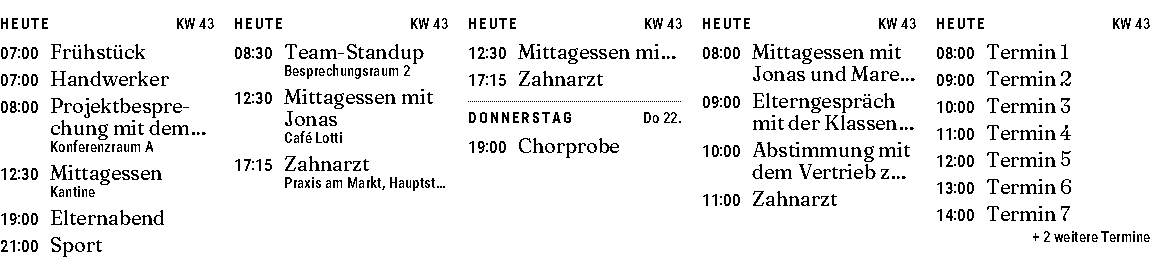 HEUTE KW 43
07:00 Frühstück
07:00 Handwerker
08:00 Projektbespre-
chung mit dem...
Konferenzraum A
12:30 Mittagessen
Kantine
19:00 Elternabend
21:00 Sport
HEUTE KW 43
08:30 Team-Standup
Besprechungsraum 2
12:30 Mittagessen mit
Jonas
Café Lotti
17:15 Zahnarzt
Praxis am Markt, Hauptst...
HEUTE KW 43
12:30 Mittagessen mi...
17:15 Zahnarzt
DONNERSTAG Do 22.
19:00 Chorprobe
HEUTE KW 43
08:00 Mittagessen mit
Jonas und Mare...
09:00 Elterngespräch
mit der Klassen...
10:00 Abstimmung mit
dem Vertrieb z...
11:00 Zahnarzt
HEUTE KW 43
08:00 Termin 1
09:00 Termin 2
10:00 Termin 3
11:00 Termin 4
12:00 Termin 5
13:00 Termin 6
14:00 Termin 7
+ 2 weitere Termine